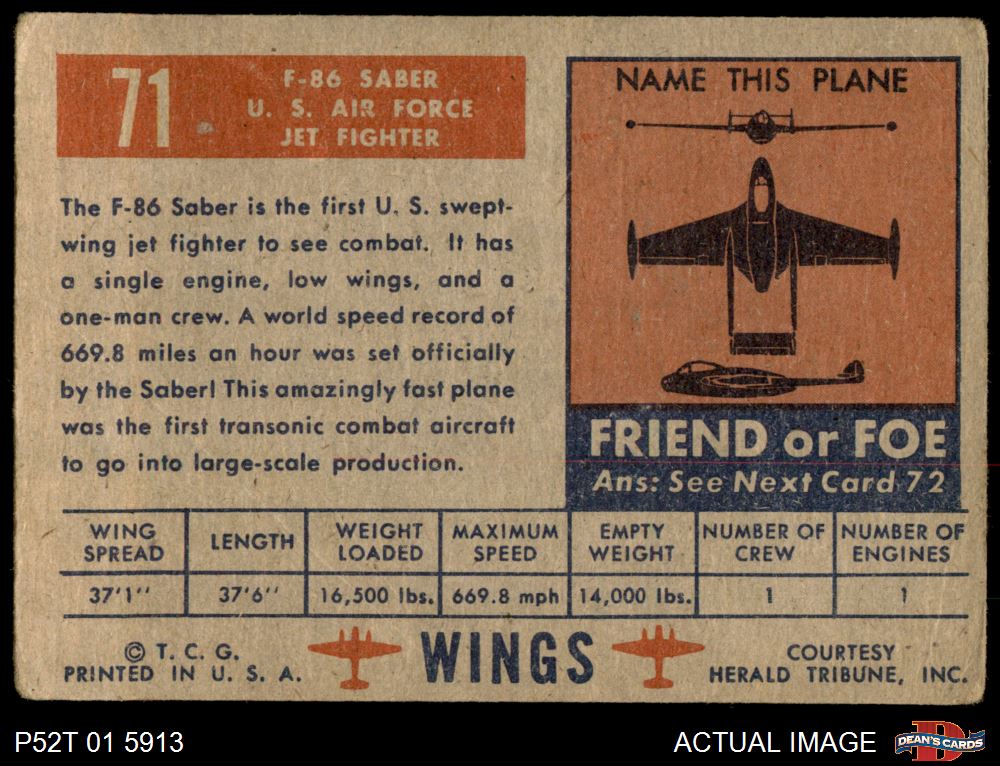 71
F-86 SABER
U. S. AIR FORCE
JET FIGHTER
The F-86 Saber is the first U. S. swept-
wing jet fighter to see combat. It has
a single engine, low wings, and a
one-man crew. A world speed record of
669.8 miles an hour was set officially
by the Saber! This amazingly fast plane
was the first transonic combat aircraft
to go into large-scale production.
NAME THIS PLANE
FRIEND or FOE
Ans: See Next Card 72
WING SPREAD LENGTH WEIGHT LOADED MAXIMUM SPEED EMPTY WEIGHT NUMBER OF CREW NUMBER OF ENGINES
37'1'' 37'6'' 16,500 lbs. 669.8 mph 14,000 lbs. 1 1
© T. C. G.
PRINTED IN U. S. A.
WINGS
COURTESY
HERALD TRIBUNE, INC.
P52T 01 5913
ACTUAL IMAGE
D
DEAN'S CARDS